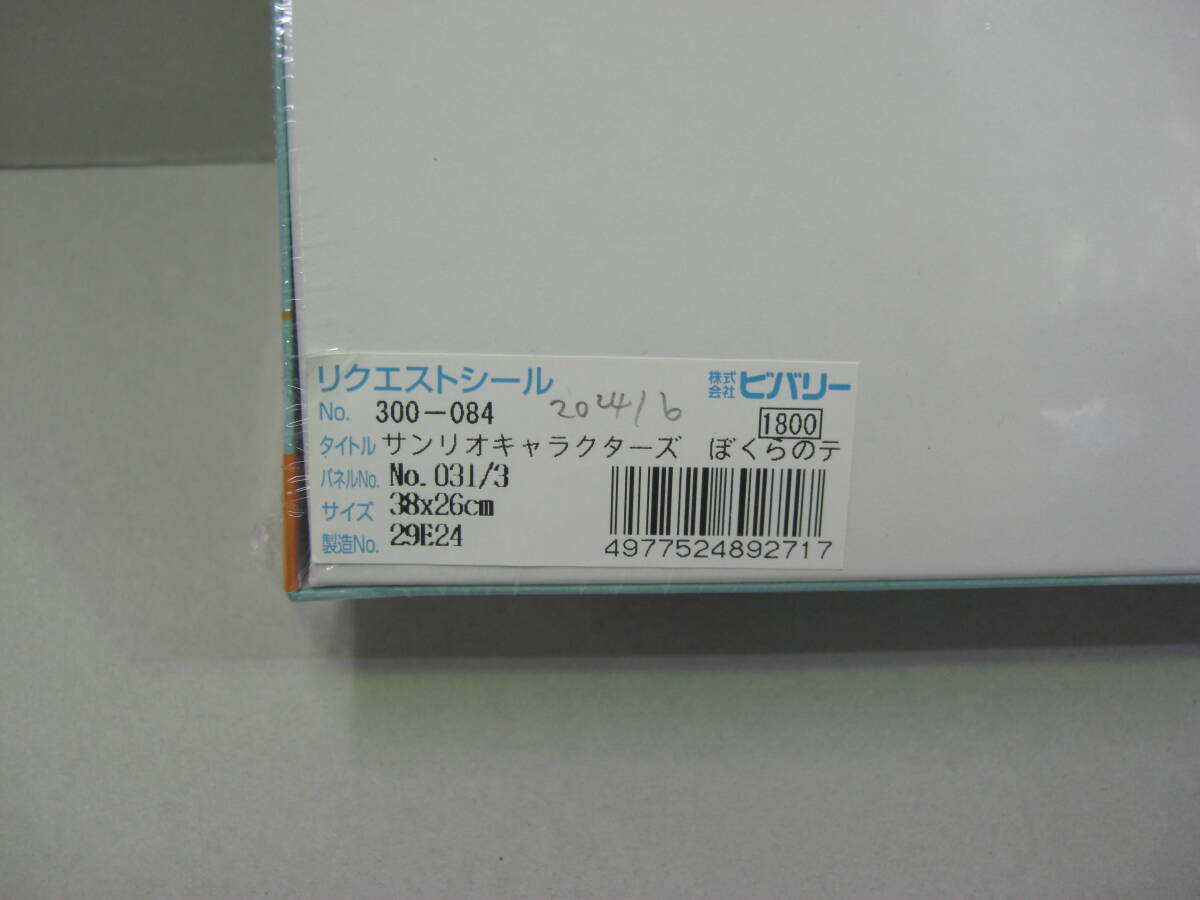 リクエストシール 株式会社 ビバリー
No. 300-084 2024/6 1800
タイトル サンリオキャラクターズ ぼくらのテ
パネルNo. No.031/3
サイズ 38x26cm
製造No. 29E24
4977524892717